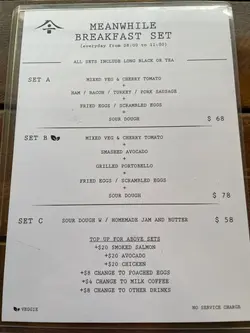 MEANWHILE
BREAKFAST SET
(everyday from 08:00 to 11:30)
ALL SETS INCLUDE LONG BLACK OR TEA
SET A MIXED VEG & CHERRY TOMATO
+
HAM / BACON / TURKEY / PORK SAUSAGE
+
FRIED EGGS / SCRAMBLED EGGS
+
SOUR DOUGH $ 68
SET B MIXED VEG & CHERRY TOMATO
+
SMASHED AVOCADO
+
GRILLED PORTOBELLO
+
FRIED EGGS / SCRAMBLED EGGS
+
SOUR DOUGH $ 78
SET C SOUR DOUGH W / HOMEMADE JAM AND BUTTER $ 58
TOP UP FOR ABOVE SETS
+$20 SMOKED SALMON
+$20 AVOCADO
+$20 CHICKEN
+$8 CHANGE TO POACHED EGGS
+$4 CHANGE TO MILK COFFEE
+$8 CHANGE TO OTHER DRINKS
VEGGIE NO SERVICE CHARGE